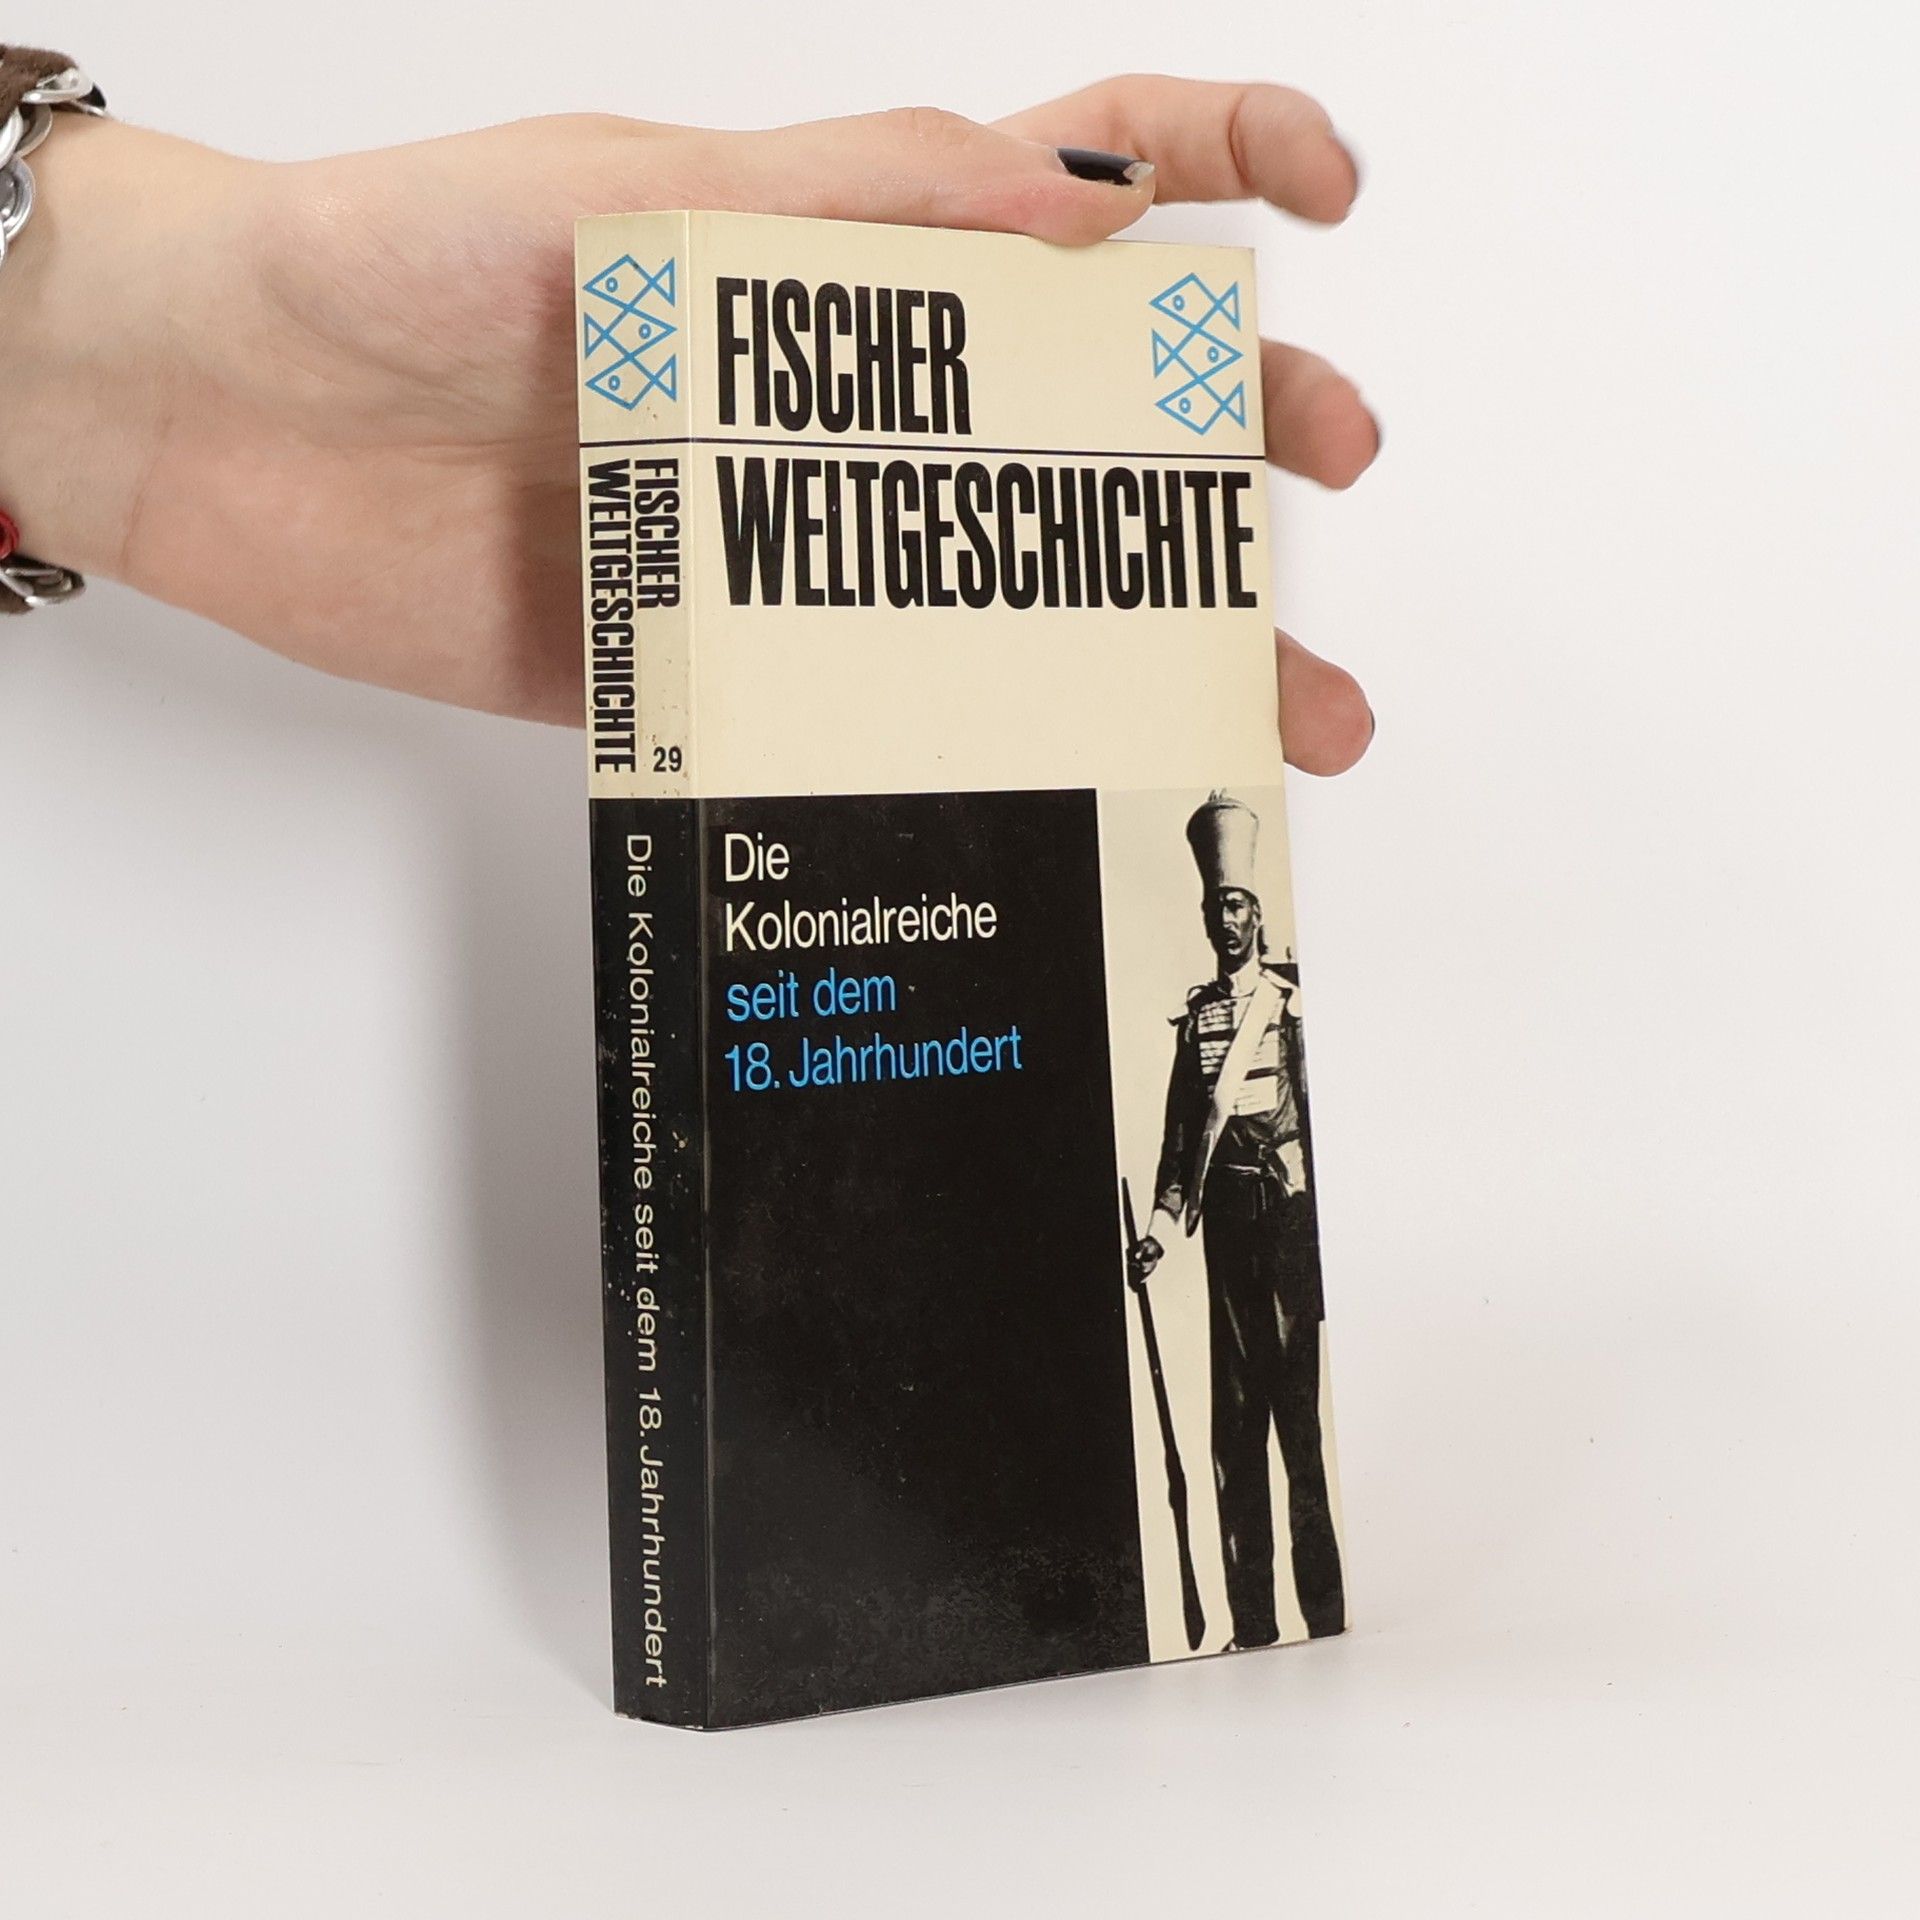 FISCHER
WELTGESCHICHTE
Die
Kolonialreiche
seit dem
18. Jahrhundert
FISCHER
WELTGESCHICHTE
29
Die Kolonialreiche seit dem 18. Jahrhundert